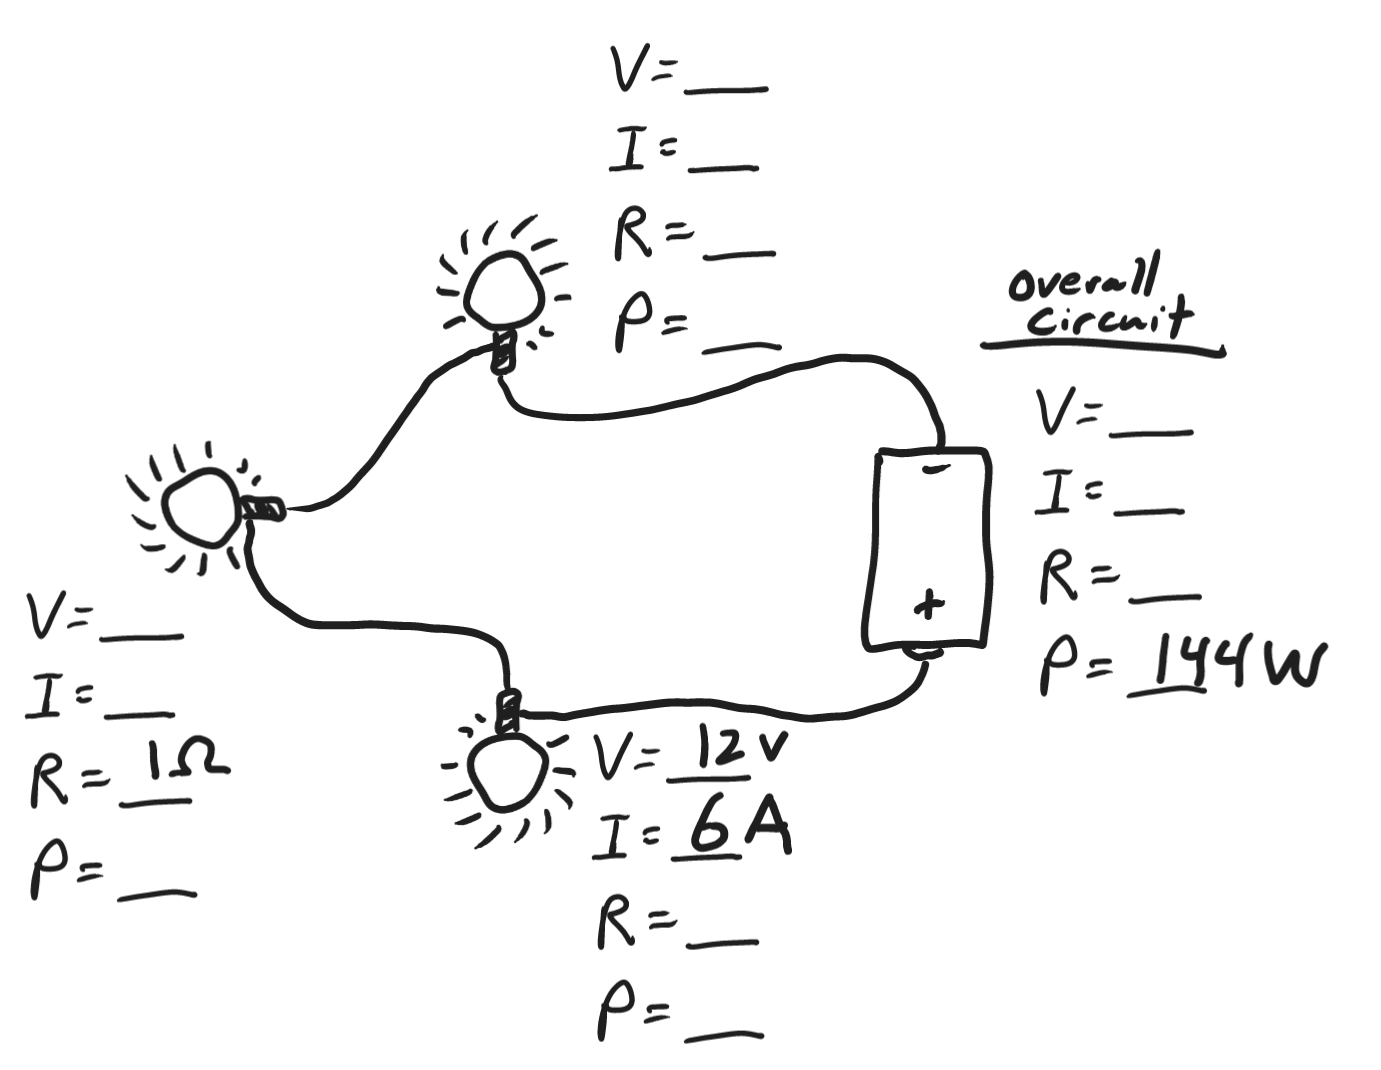 V= ___
I= ___
R= ___
P= ___
overall
circuit
V= ___
I= ___
R= ___
P= 144W
-
+
V= ___
I= ___
R= 1Ω
P= ___
V= 12V
I= 6A
R= ___
P= ___